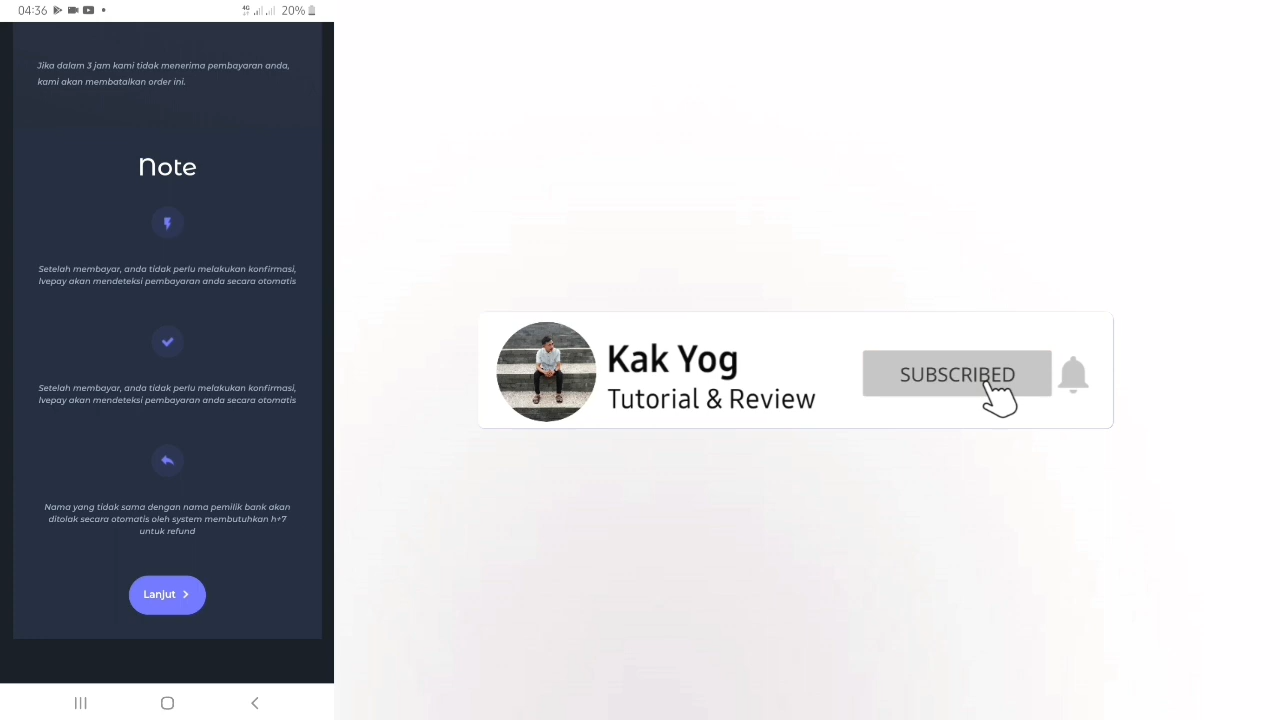 04:36
4G
20%
Jika dalam 3 jam kami tidak menerima pembayaran anda,
kami akan membatalkan order ini.
Note
Setelah membayar, anda tidak perlu melakukan konfirmasi,
Ivepay akan mendeteksi pembayaran anda secara otomatis
Setelah membayar, anda tidak perlu melakukan konfirmasi,
Ivepay akan mendeteksi pembayaran anda secara otomatis
Nama yang tidak sama dengan nama pemilik bank akan
ditolak secara otomatis oleh system membutuhkan h+7
untuk refund
Lanjut
Kak Yog
Tutorial & Review
SUBSCRIBED